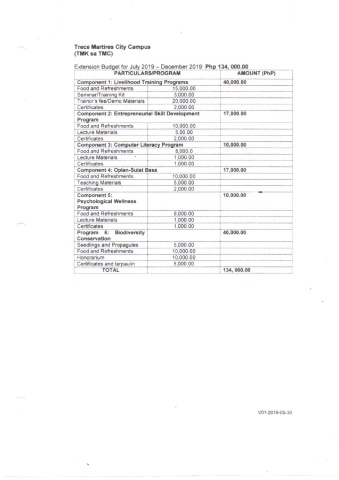 Trece Martires City Campus
(TMK sa TMC)
Extension Budget for July 2019 – December 2019: Php 134, 000.00
PARTICULARS/PROGRAM AMOUNT (PhP)
Component 1: Livelihood Training Programs 40,000.00
Food and Refreshments 15,000.00
Seminar/Training Kit 3,000.00
Trainor's fee/Demo Materials 20,000.00
Certificates 2,000.00
Component 2: Entrepreneurial Skill Development 17,000.00
Program
Food and Refreshments 10,000.00
Lecture Materials 5,00.00
Certificates 2,000.00
Component 3: Computer Literacy Program 10,000.00
Food and Refreshments 8,000.0
Lecture Materials 1,000.00
Certificates 1,000.00
Component 4: Oplan-Sulat Basa 17,000.00
Food and Refreshments 10,000.00
Teaching Materials 5,000.00
Certificates 2,000.00
Component 5: 10,000.00
Psychological Wellness
Program
Food and Refreshments 8,000.00
Lecture Materials 1,000.00
Certificates 1,000.00
Program 6: Biodiversity 40,000.00
Conservation
Seedlings and Propagules 5,000.00
Food and Refreshments 10,000.00
Honorarium 10,000.00
Certificates and tarpaulin 5,000.00
TOTAL 134, 000.00